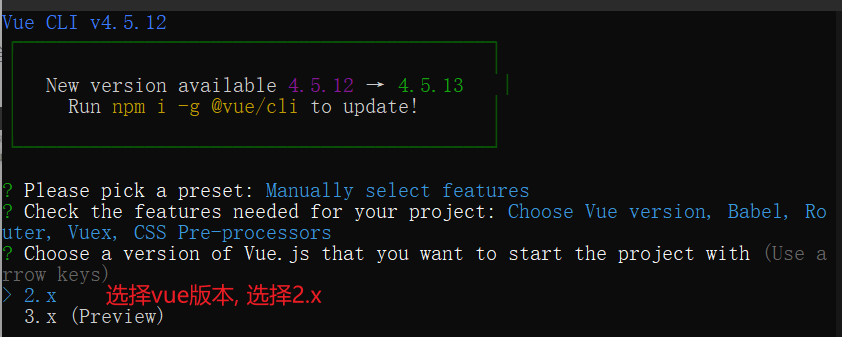 Vue CLI v4.5.12
New version available 4.5.12 → 4.5.13
Run npm i -g @vue/cli to update!
? Please pick a preset: Manually select features
? Check the features needed for your project: Choose Vue version, Babel, Ro
uter, Vuex, CSS Pre-processors
? Choose a version of Vue.js that you want to start the project with (Use a
rrow keys)
> 2.x 选择vue版本, 选择2.x
3.x (Preview)